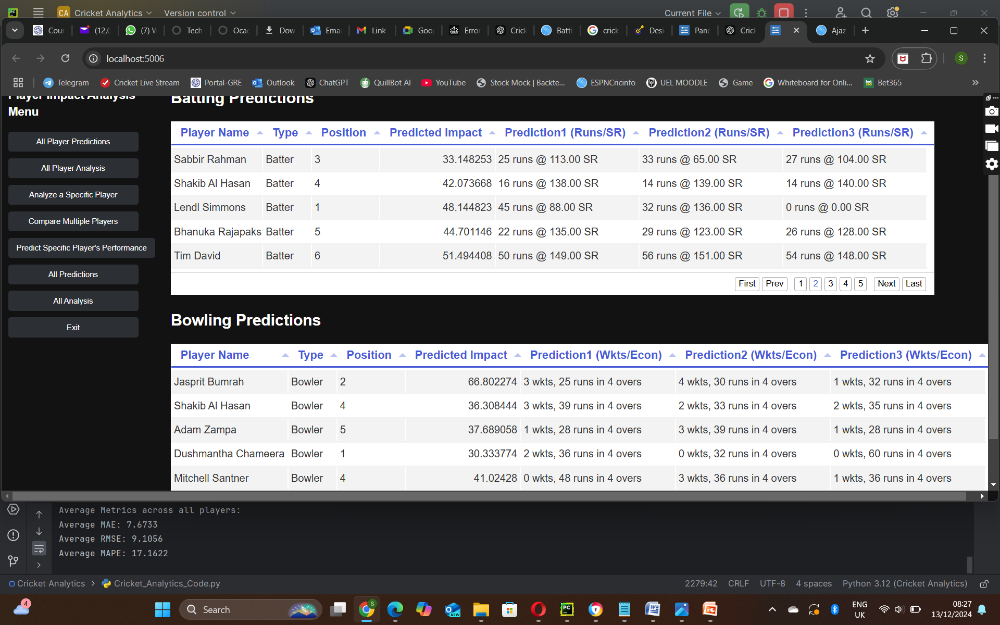 CA Cricket Analytics Version control Current File
Cour (12,0 (7) W Tech Oca Dow Emai Link Goo Error Crick Batti crick Desi Pane Cricl Ajaz
localhost:5006 S
Telegram Cricket Live Stream Portal-GRE Outlook ChatGPT QuillBot AI YouTube Stock Mock | Backte... ESPNCricinfo UEL MOODLE Game Whiteboard for Onli... Bet365
Player Impact Analysis
Menu
All Player Predictions
All Player Analysis
Analyze a Specific Player
Compare Multiple Players
Predict Specific Player's Performance
All Predictions
All Analysis
Exit
Batting Predictions
Player Name Type Position Predicted Impact Prediction1 (Runs/SR) Prediction2 (Runs/SR) Prediction3 (Runs/SR)
Sabbir Rahman Batter 3 33.148253 25 runs @ 113.00 SR 33 runs @ 65.00 SR 27 runs @ 104.00 SR
Shakib Al Hasan Batter 4 42.073668 16 runs @ 138.00 SR 14 runs @ 139.00 SR 14 runs @ 140.00 SR
Lendl Simmons Batter 1 48.144823 45 runs @ 88.00 SR 32 runs @ 136.00 SR 0 runs @ 0.00 SR
Bhanuka Rajapaks Batter 5 44.701146 22 runs @ 135.00 SR 29 runs @ 123.00 SR 26 runs @ 128.00 SR
Tim David Batter 6 51.494408 50 runs @ 149.00 SR 56 runs @ 151.00 SR 54 runs @ 148.00 SR
First Prev 1 2 3 4 5 Next Last
Bowling Predictions
Player Name Type Position Predicted Impact Prediction1 (Wkts/Econ) Prediction2 (Wkts/Econ) Prediction3 (Wkts/Econ)
Jasprit Bumrah Bowler 2 66.802274 3 wkts, 25 runs in 4 overs 4 wkts, 30 runs in 4 overs 1 wkts, 32 runs in 4 overs
Shakib Al Hasan Bowler 4 36.308444 3 wkts, 39 runs in 4 overs 2 wkts, 33 runs in 4 overs 2 wkts, 35 runs in 4 overs
Adam Zampa Bowler 5 37.689058 1 wkts, 28 runs in 4 overs 3 wkts, 39 runs in 4 overs 1 wkts, 28 runs in 4 overs
Dushmantha Chameera Bowler 1 30.333774 2 wkts, 36 runs in 4 overs 0 wkts, 32 runs in 4 overs 0 wkts, 60 runs in 4 overs
Mitchell Santner Bowler 4 41.02428 0 wkts, 48 runs in 4 overs 3 wkts, 36 runs in 4 overs 1 wkts, 36 runs in 4 overs
Average Metrics across all players:
Average MAE: 7.6733
Average RMSE: 9.1056
Average MAPE: 17.1622
Cricket Analytics > Cricket_Analytics_Code.py 2279:42 CRLF UTF-8 4 spaces Python 3.12 (Cricket Analytics)
4 Search ENG 08:27
UK 13/12/2024